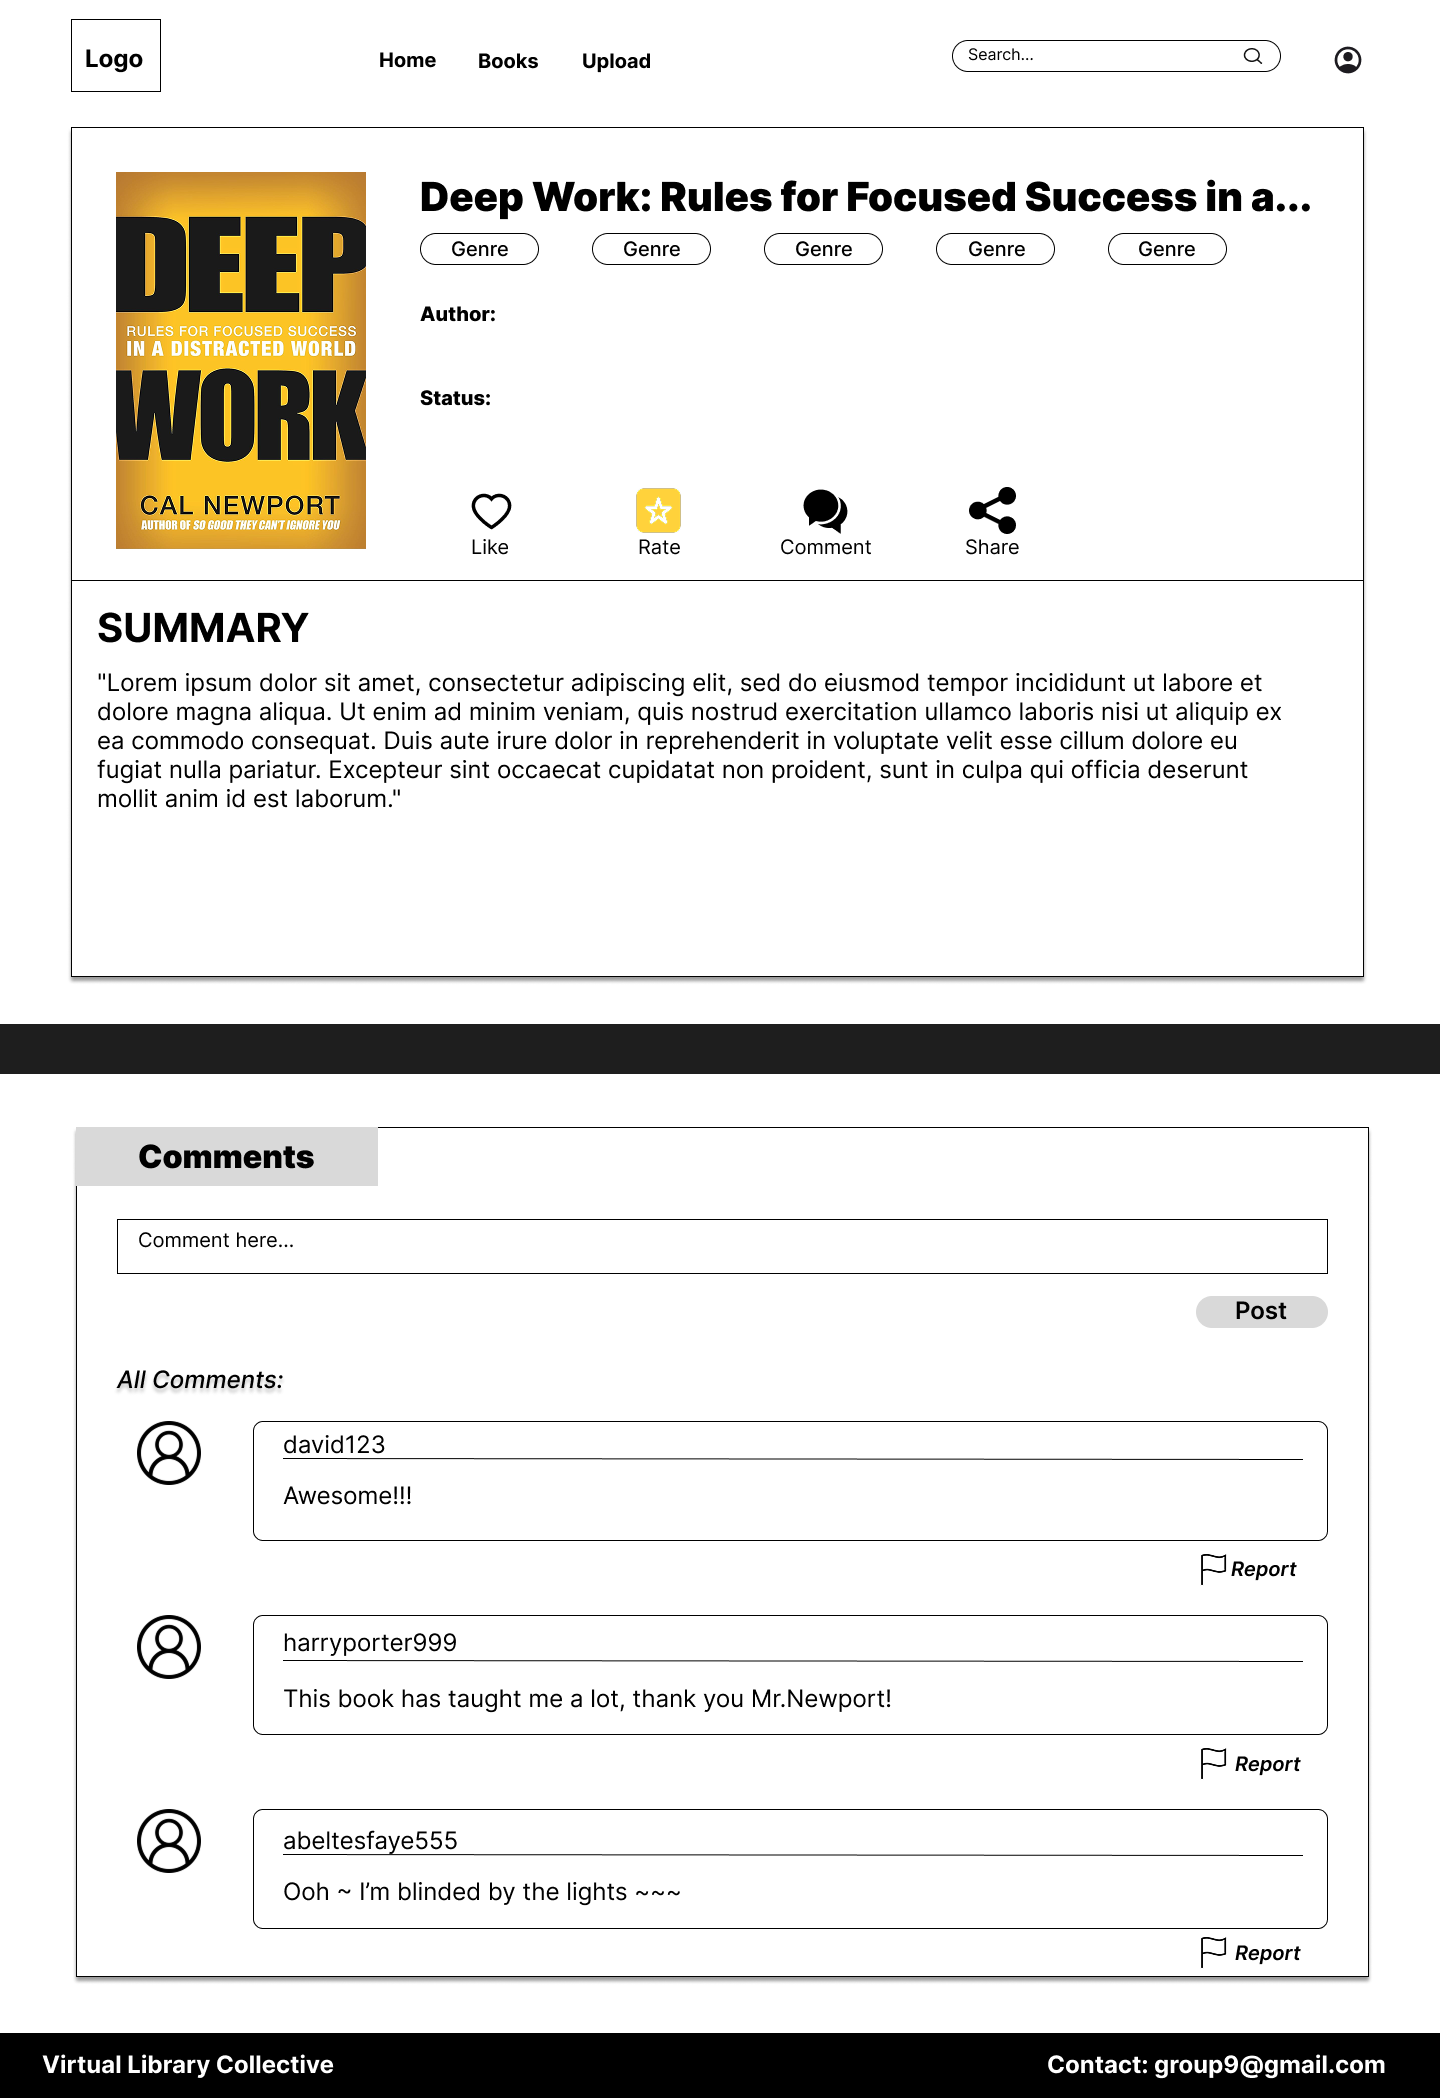 Logo
Home Books Upload
Search...
DEEP
RULES FOR FOCUSED SUCCESS
IN A DISTRACTED WORLD
WORK
CAL NEWPORT
AUTHOR OF SO GOOD THEY CAN'T IGNORE YOU
Deep Work: Rules for Focused Success in a...
Genre Genre Genre Genre Genre
Author:
Status:
Like Rate Comment Share
SUMMARY
"Lorem ipsum dolor sit amet, consectetur adipiscing elit, sed do eiusmod tempor incididunt ut labore et
dolore magna aliqua. Ut enim ad minim veniam, quis nostrud exercitation ullamco laboris nisi ut aliquip ex
ea commodo consequat. Duis aute irure dolor in reprehenderit in voluptate velit esse cillum dolore eu
fugiat nulla pariatur. Excepteur sint occaecat cupidatat non proident, sunt in culpa qui officia deserunt
mollit anim id est laborum."
Comments
Comment here...
Post
All Comments:
david123
Awesome!!!
Report
harryporter999
This book has taught me a lot, thank you Mr.Newport!
Report
abeltesfaye555
Ooh ~ I’m blinded by the lights ~~~
Report
Virtual Library Collective
Contact: group9@gmail.com